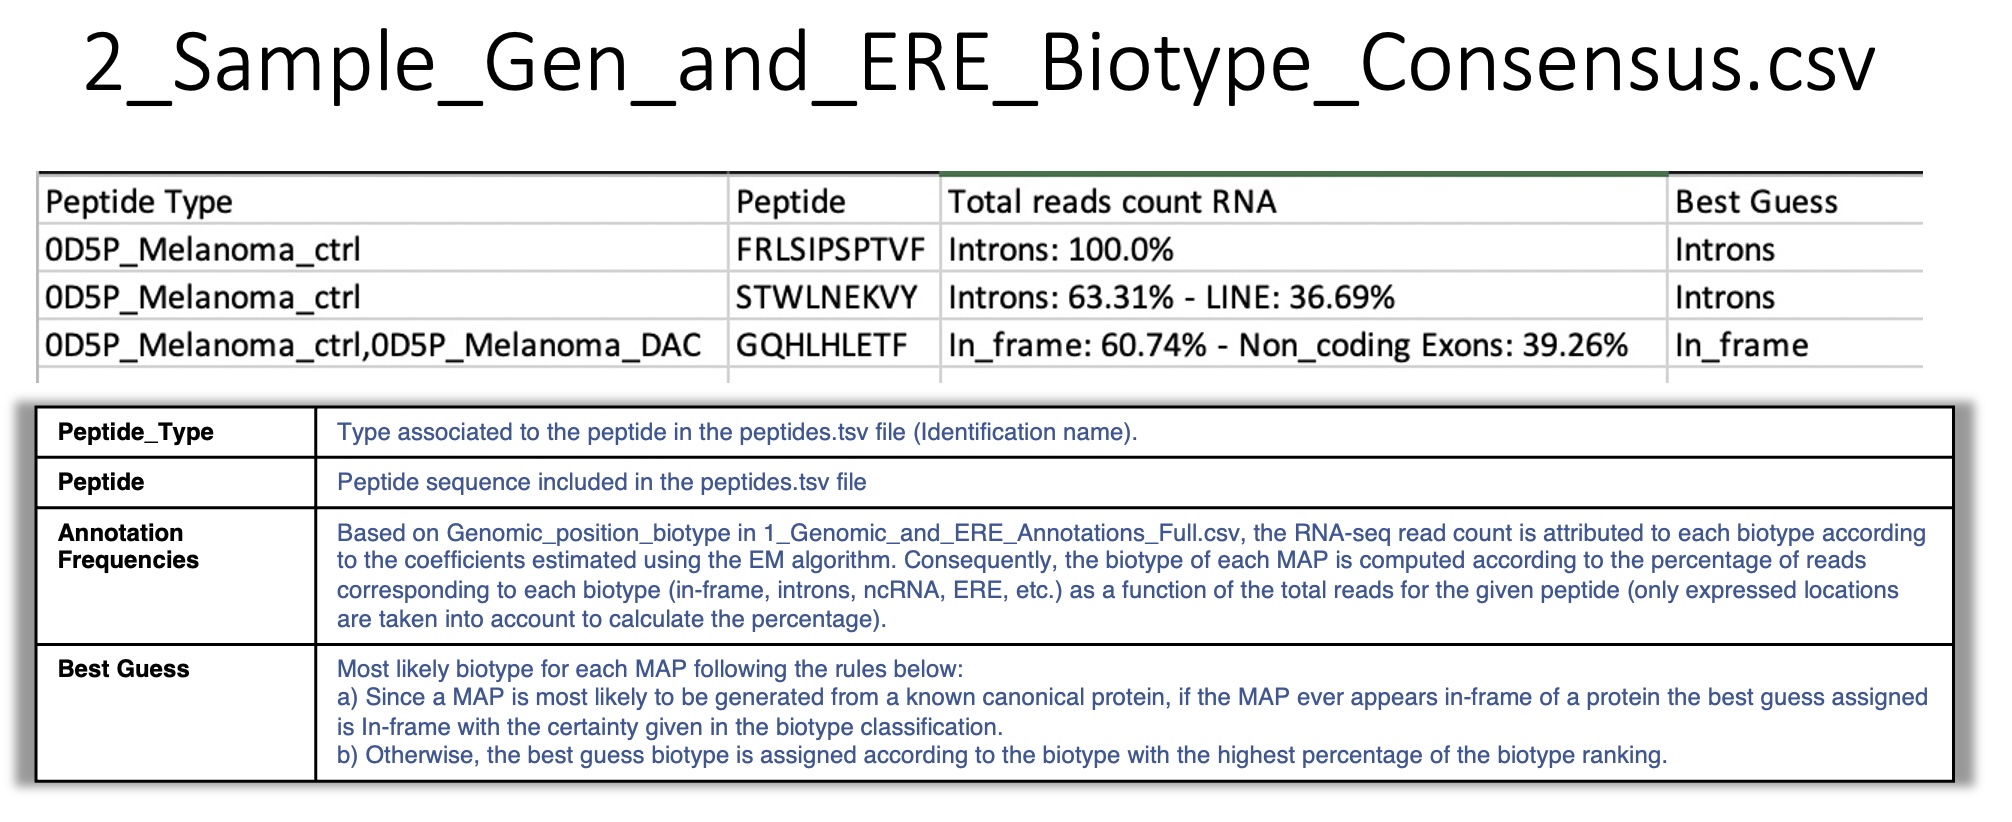 2_Sample_Gen_and_ERE_Biotype_Consensus.csv
Peptide Type Peptide Total reads count RNA Best Guess
0D5P_Melanoma_ctrl FRLSIPSPTVF Introns: 100.0% Introns
0D5P_Melanoma_ctrl STWLNEKVY Introns: 63.31% - LINE: 36.69% Introns
0D5P_Melanoma_ctrl,0D5P_Melanoma_DAC GQHLHLETF In_frame: 60.74% - Non_coding Exons: 39.26% In_frame
Peptide_Type Type associated to the peptide in the peptides.tsv file (Identification name).
Peptide Peptide sequence included in the peptides.tsv file
Annotation Frequencies
Based on Genomic_position_biotype in 1_Genomic_and_ERE_Annotations_Full.csv, the RNA-seq read count is attributed to each biotype according
to the coefficients estimated using the EM algorithm. Consequently, the biotype of each MAP is computed according to the percentage of reads
corresponding to each biotype (in-frame, introns, ncRNA, ERE, etc.) as a function of the total reads for the given peptide (only expressed locations
are taken into account to calculate the percentage).
Best Guess Most likely biotype for each MAP following the rules below:
a) Since a MAP is most likely to be generated from a known canonical protein, if the MAP ever appears in-frame of a protein the best guess assigned
is In-frame with the certainty given in the biotype classification.
b) Otherwise, the best guess biotype is assigned according to the biotype with the highest percentage of the biotype ranking.